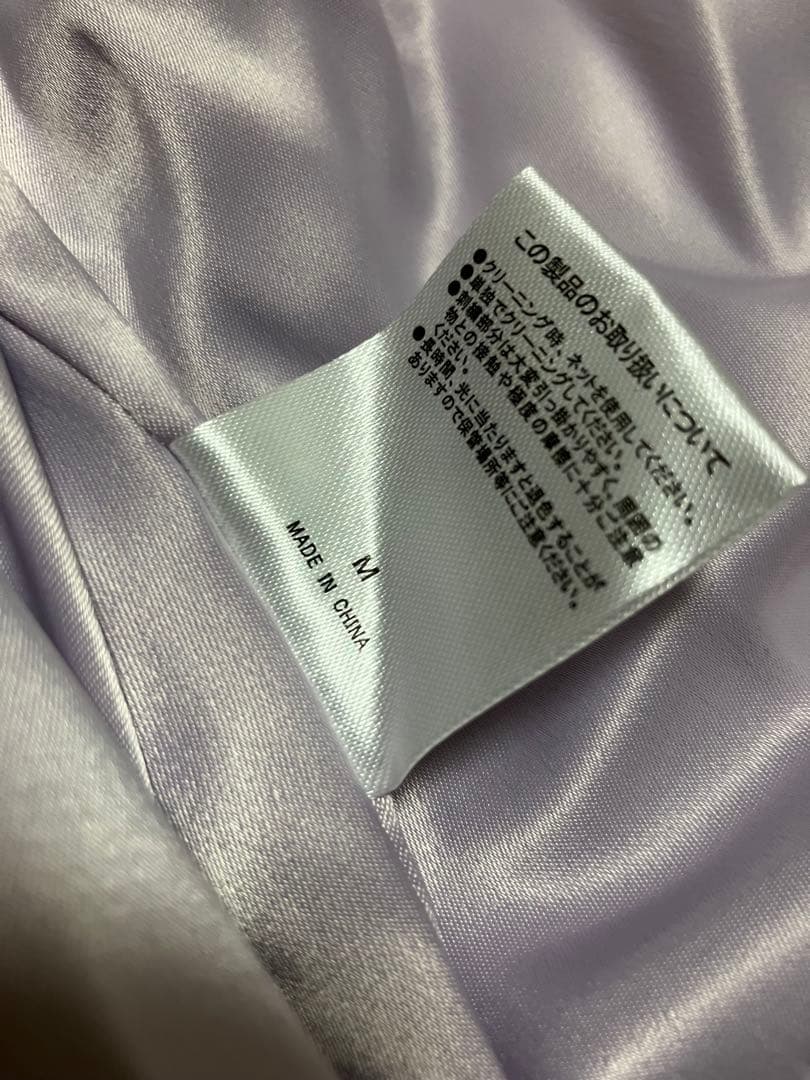 この製品のお取り扱いについて
●クリーニング時、ネットを使用してください。
●単独でクリーニングしてください。
●刺繍部分は大変引っ掛かりやすく、周囲の
物との接触や極度の摩擦に十分ご注意
ください。
●長時間、光に当たりますと退色することが
ありますので保管場所等にご注意ください。
M
MADE IN CHINA